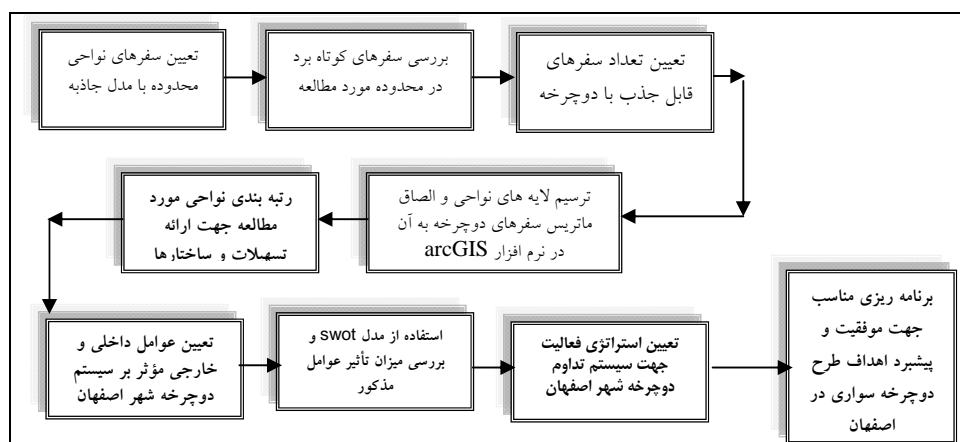 تعیین سفرهای نواحی
محدوده با مدل جاذبه
بررسی سفرهای کوتاه برد
در محدوده مورد مطالعه
تعیین تعداد سفرهای
قابل جذب با دوچرخه
ترسیم لایه های نواحی و الصاق
ماتریس سفرهای دوچرخه به آن
در نرم افزار arcGIS
رتبه بندی نواحی مورد
مطالعه جهت ارائه
تسهیلات و ساختارها
تعیین عوامل داخلی و
خارجی مؤثر بر سیستم
دوچرخه شهر اصفهان
استفاده از مدل swot و
بررسی میزان تأثیر عوامل
مذکور
تعیین استراتژی فعالیت
جهت سیستم تداوم
دوچرخه شهر اصفهان
برنامه ریزی مناسب
جهت موفقیت و
پیشبرد اهداف طرح
دوچرخه سواری در
اصفهان